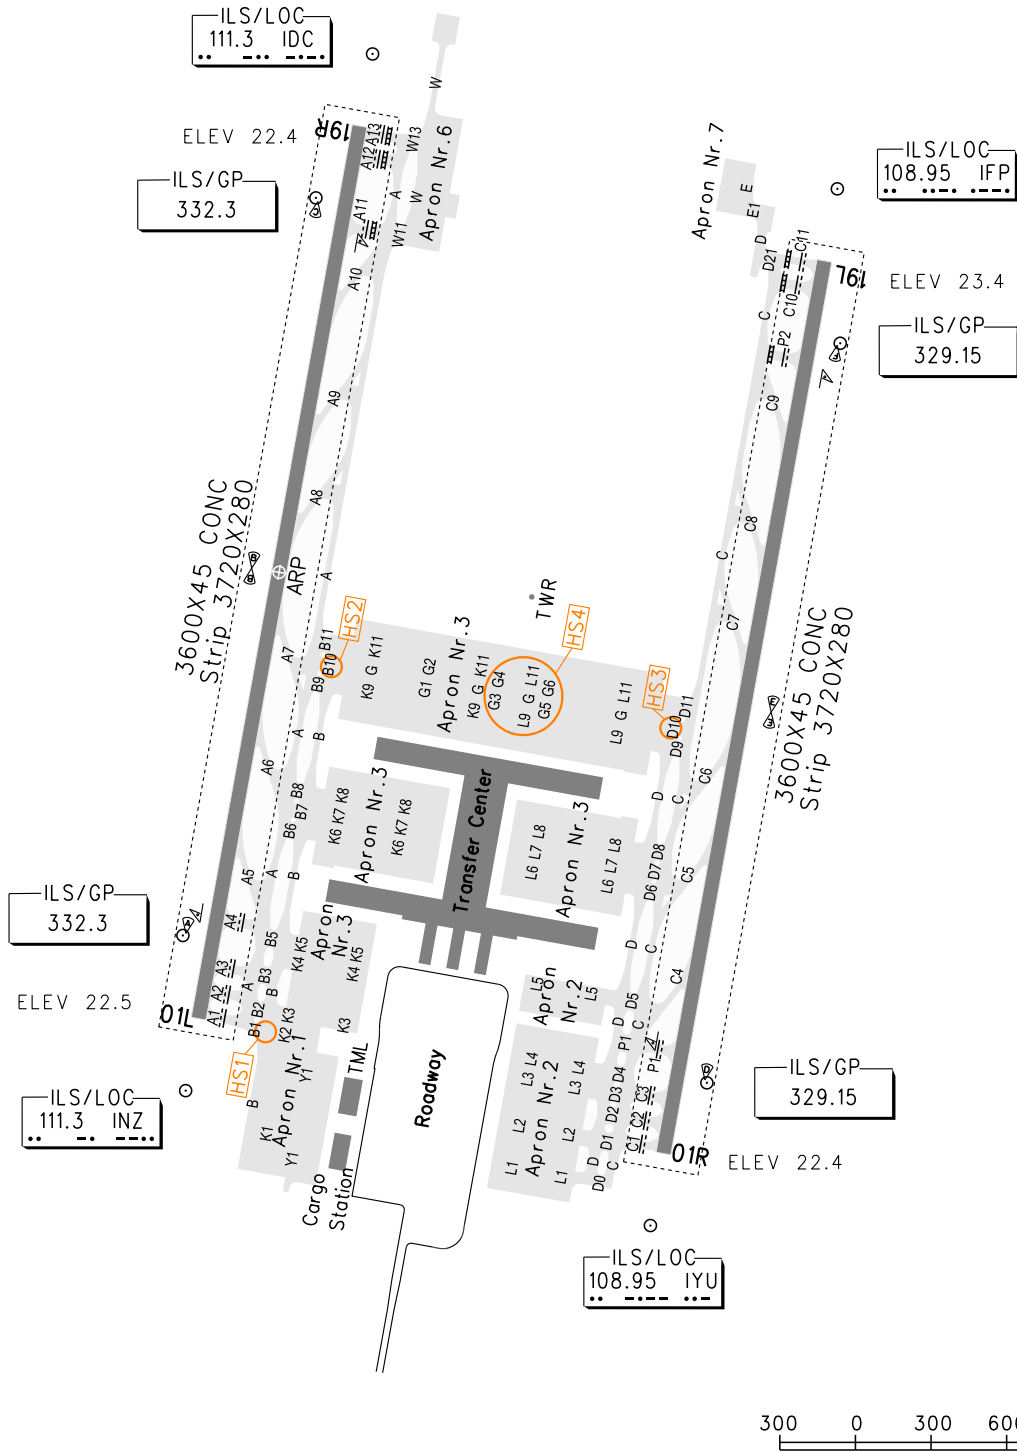 ILS/LOC
111.3 IDC
W
ELEV 22.4
19R
A12
A13
W13
Apron Nr.6
Apron Nr.7
ILS/LOC
108.95 IFP
ILS/GP
332.3
A11
A
W
W11
E
E1
D
D21
C11
A10
C10
19L
ELEV 23.4
C
P2
ILS/GP
329.15
A9
C9
A8
C8
3600X45 CONC
Strip 3720X280
ARP
A
C
TWR
C7
HS2
HS4
B11
B10
B9
K9 G K11
G1 G2
Apron Nr.3
K9 G K11
G3 G4
L9 G L11
G5 G6
HS3
L9 G L11
D11
D10
D9
A7
3600X45 CONC
Strip 3720X280
A
B
A6
C6
D
C
B8
B7
B6
K6 K7 K8
Apron Nr.3
K6 K7 K8
Transfer Center
L6 L7 L8
Apron Nr.3
L6 L7 L8
D6 D7 D8
A5
A
B
C5
ILS/GP
332.3
A4
B5
K4 K5
Apron
Nr.3
K4 K5
D
C
A3
A
B3
B
C4
ELEV 22.5
A2
A1
01L
B1 B2
K2 K3
K3
L5
Apron
Nr.2
L5
D
D5
C
HS1
Apron Nr.1
Y1
TML
Roadway
L3 L4
Apron Nr.2
L3 L4
P1
P1
D4
D3
D2
C3
C2
C1
ILS/GP
329.15
ILS/LOC
111.3 INZ
B
K1
Y1
L2
L2
L1
L1
D1
D
C
D0
01R
ELEV 22.4
Cargo
Station
ILS/LOC
108.95 IYU
300 0 300